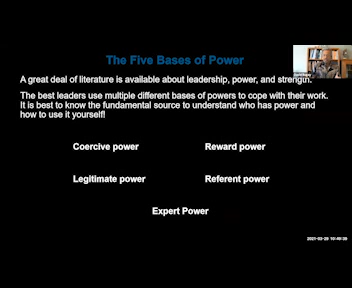 The Five Bases of Power
A great deal of literature is available about leadership, power, and strength.
The best leaders use multiple different bases of powers to cope with their work.
It is best to know the fundamental source to understand who has power and
how to use it yourself!
Coercive power
Reward power
Legitimate power
Referent power
Expert Power